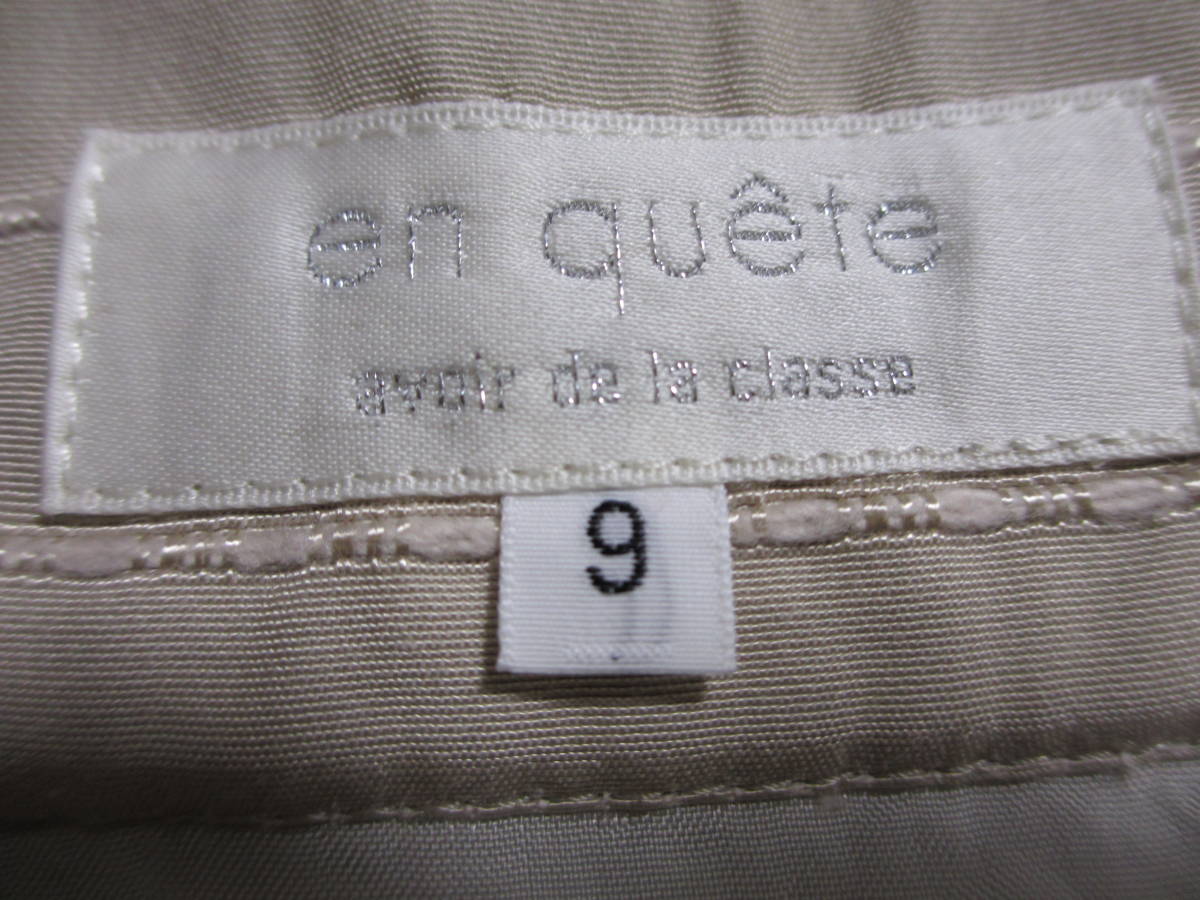 en quête
avoir de la classe
9